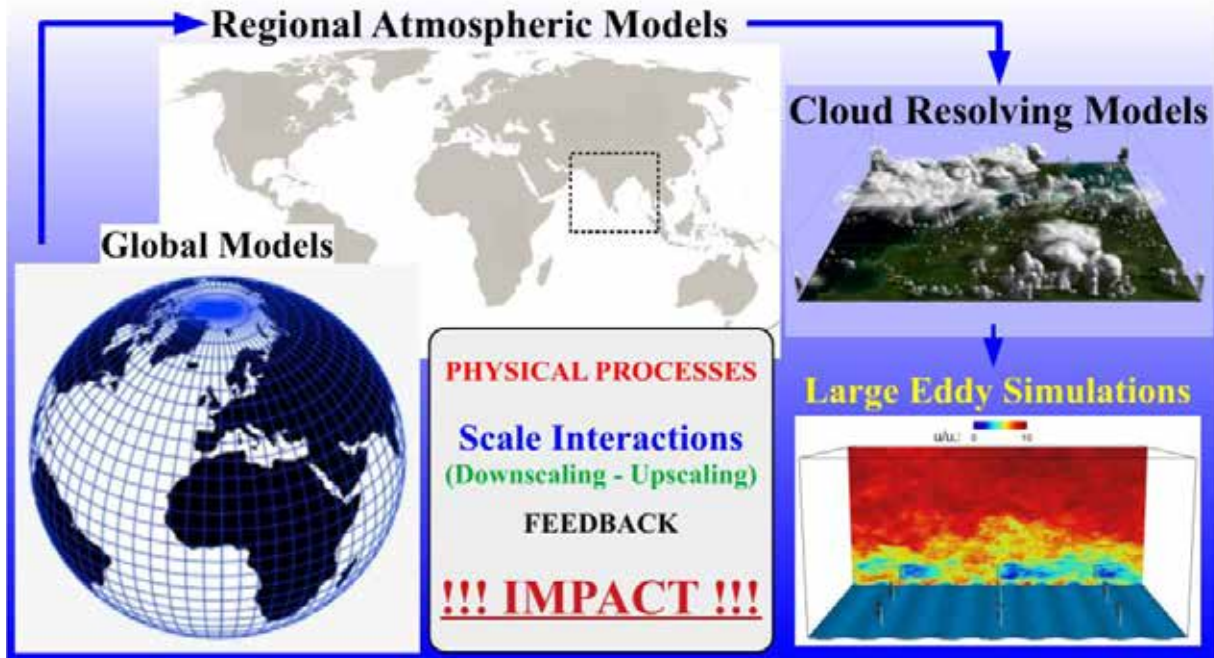 Regional Atmospheric Models
Cloud Resolving Models
Global Models
PHYSICAL PROCESSES
Scale Interactions
(Downscaling - Upscaling)
FEEDBACK
!!! IMPACT !!!
Large Eddy Simulations
0 10